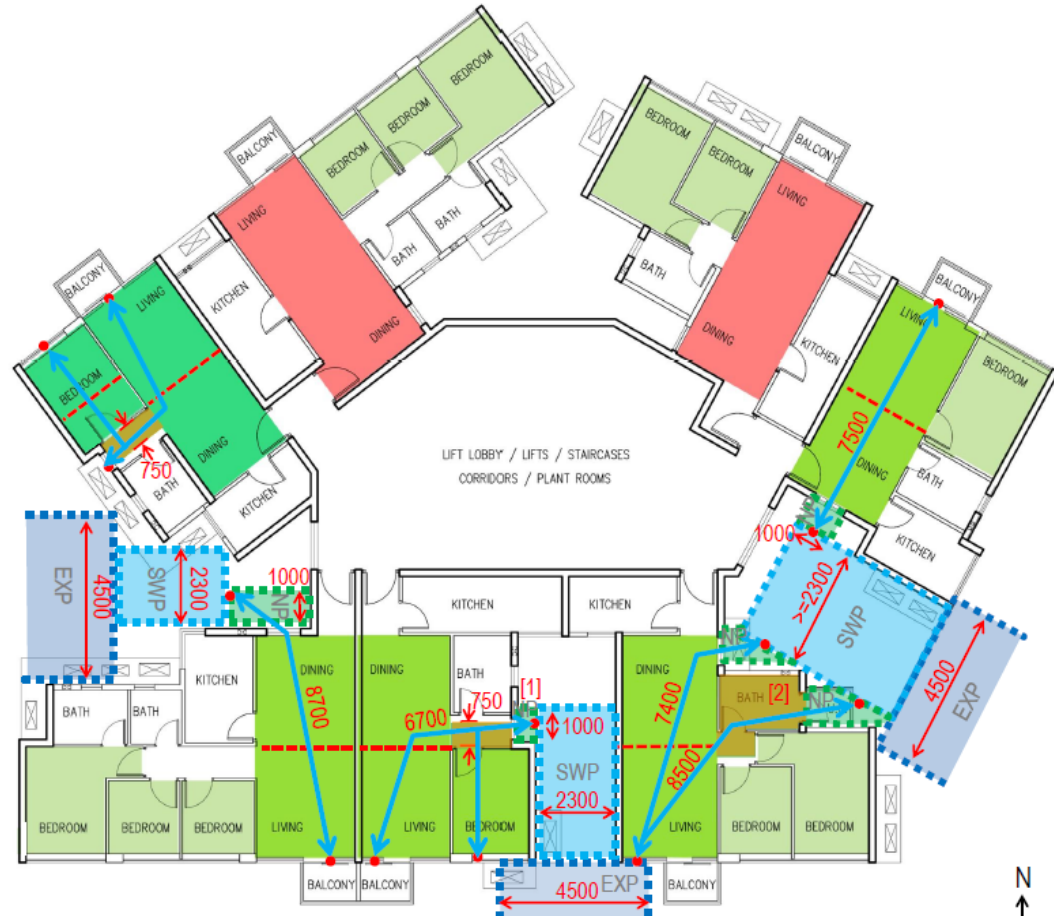 BEDROOM
BEDROOM
BEDROOM
BALCONY
LIVING
BATH
BATH
DINING
KITCHEN
BEDROOM
BEDROOM
BALCONY
LIVING
BATH
DINING
KITCHEN
BALCONY
LIVING
BEDROOM
DINING
750
BATH
KITCHEN
BALCONY
LIVING
BEDROOM
7500
DINING
BATH
KITCHEN
LIFT LOBBY / LIFTS / STAIRCASES
CORRIDORS / PLANT ROOMS
EXP
4500
SWP
2300
1000
NP
1000
>=2300
SWP
4500
EXP
KITCHEN
KITCHEN
KITCHEN
DINING
DINING
BATH
[1]
750
1000
DINING
BATH
[2]
BATH
BATH
8700
6700
7400
8500
SWP
2300
BEDROOM
BEDROOM
BEDROOM
LIVING
LIVING
BEDROOM
LIVING
BEDROOM
BEDROOM
BALCONY
BALCONY
4500
EXP
BALCONY
N